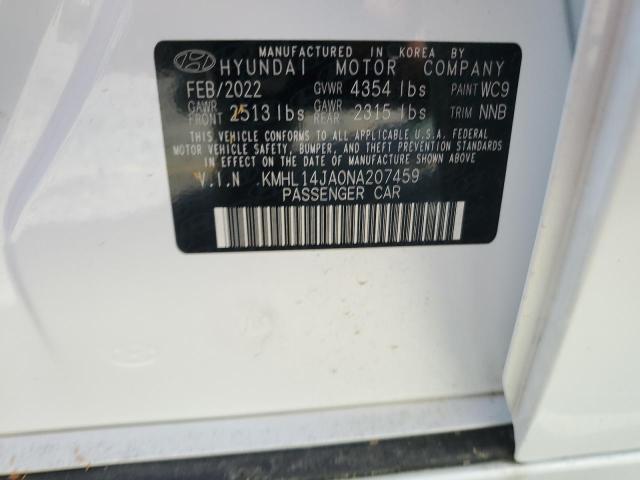 MANUFACTURED IN KOREA BY
HYUNDAI MOTOR COMPANY
FEB/2022 GVWR 4354 lbs PAINT WC9
GAWR FRONT 2513 lbs GAWR REAR 2315 lbs TRIM NNB
THIS VEHICLE CONFORMS TO ALL APPLICABLE U.S.A. FEDERAL
MOTOR VEHICLE SAFETY, BUMPER, AND THEFT PREVENTION STANDARDS
IN EFFECT ON THE DATE OF MANUFACTURE SHOWN ABOVE.
V.I.N KMHL14JA0NA207459
PASSENGER CAR